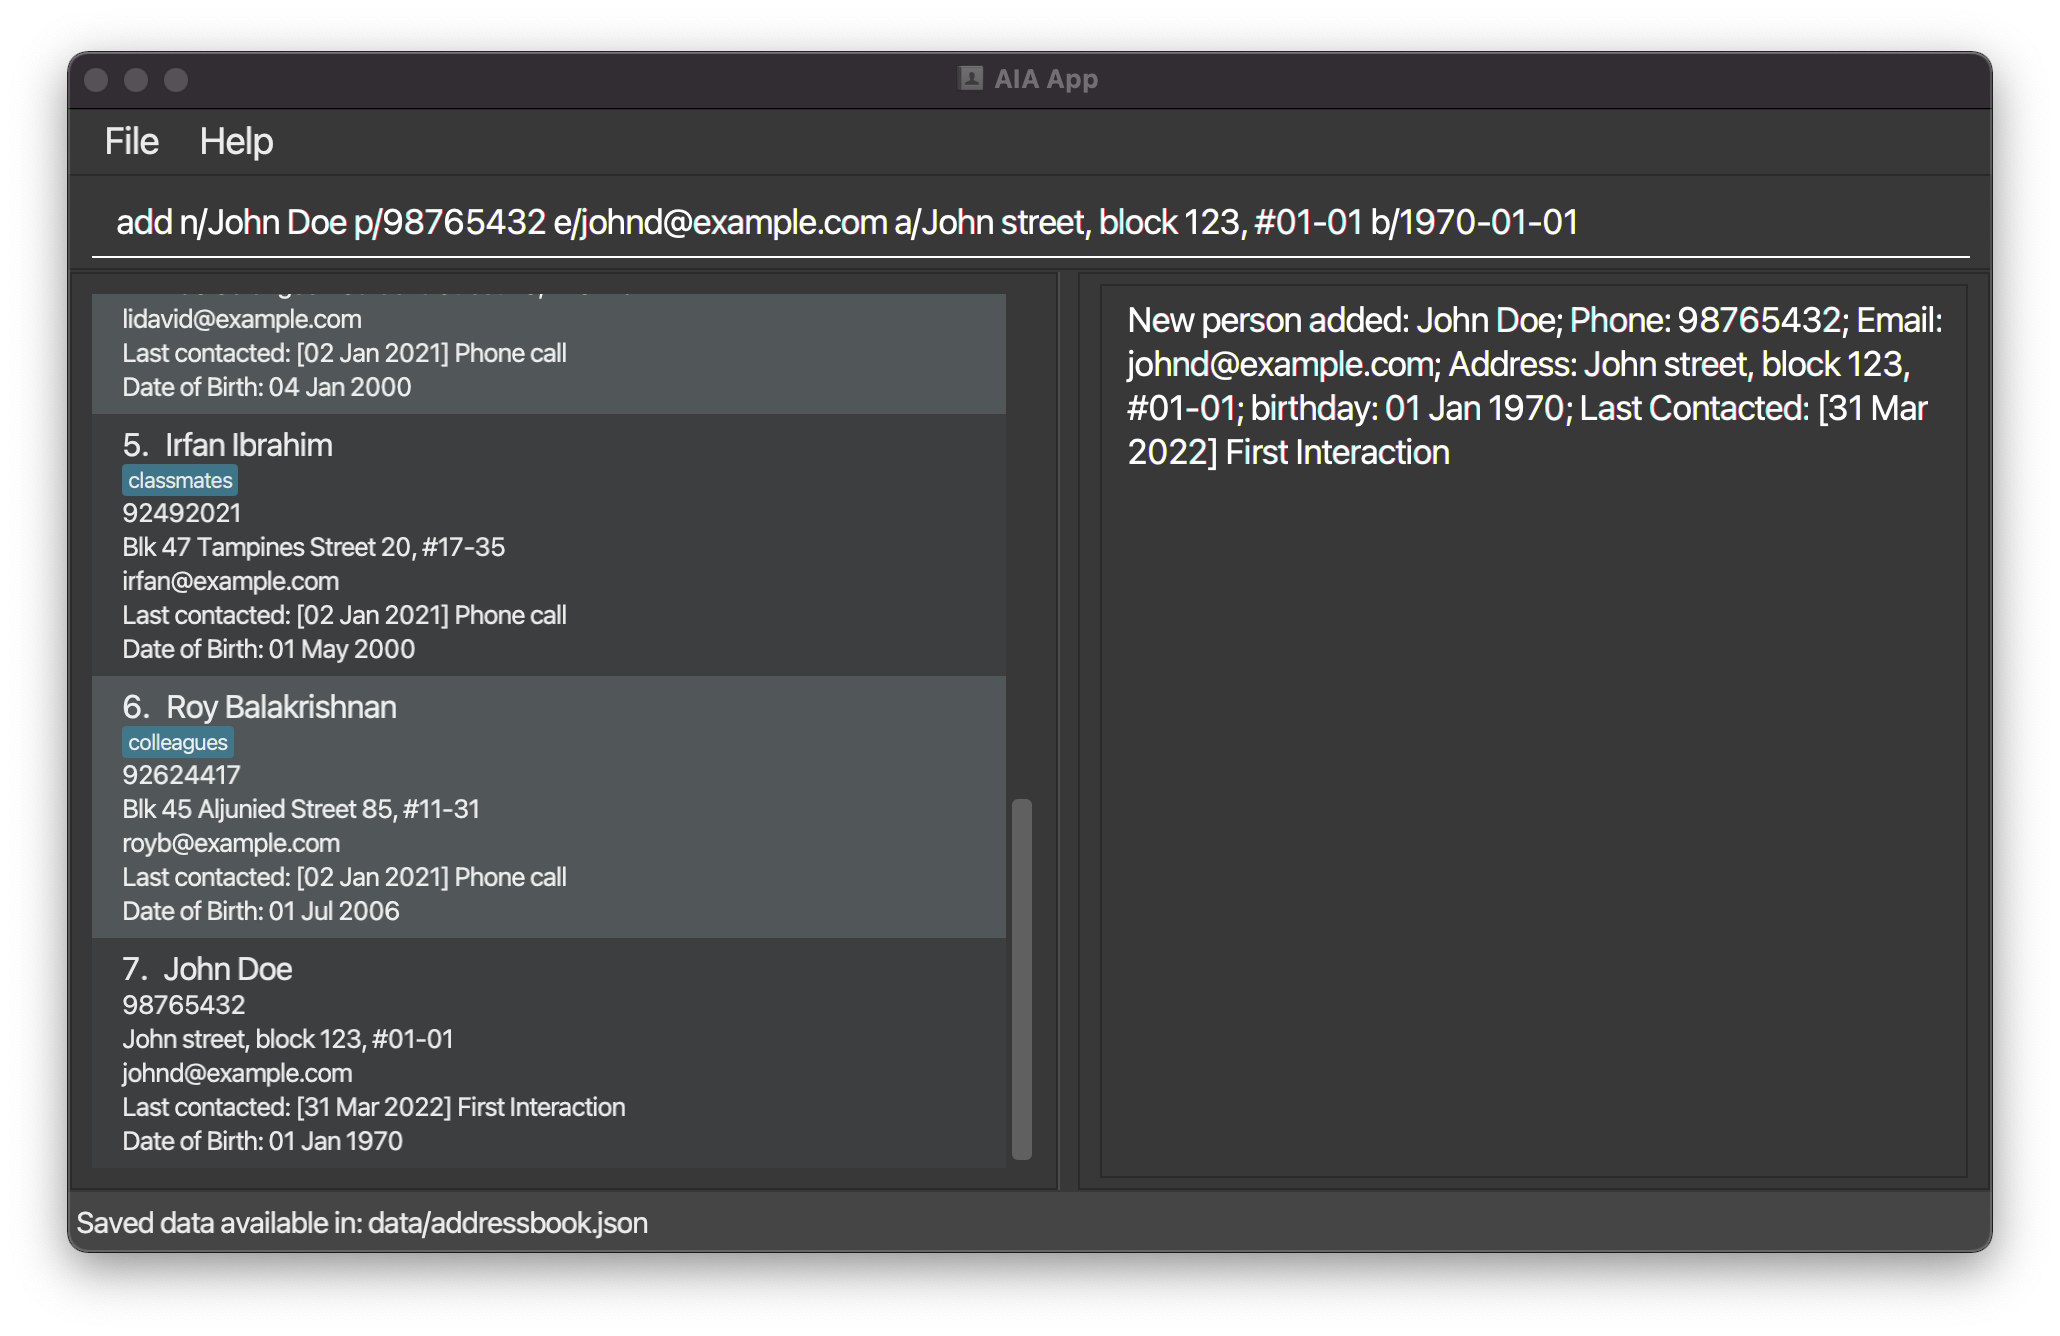 AIA App
File Help
add n/John Doe p/98765432 e/johnd@example.com a/John street, block 123, #01-01 b/1970-01-01
lidavid@example.com
Last contacted: [02 Jan 2021] Phone call
Date of Birth: 04 Jan 2000
5. Irfan Ibrahim
classmates
92492021
Blk 47 Tampines Street 20, #17-35
irfan@example.com
Last contacted: [02 Jan 2021] Phone call
Date of Birth: 01 May 2000
6. Roy Balakrishnan
colleagues
92624417
Blk 45 Aljunied Street 85, #11-31
royb@example.com
Last contacted: [02 Jan 2021] Phone call
Date of Birth: 01 Jul 2006
7. John Doe
98765432
John street, block 123, #01-01
johnd@example.com
Last contacted: [31 Mar 2022] First Interaction
Date of Birth: 01 Jan 1970
New person added: John Doe; Phone: 98765432; Email:
johnd@example.com; Address: John street, block 123,
#01-01; birthday: 01 Jan 1970; Last Contacted: [31 Mar
2022] First Interaction
Saved data available in: data/addressbook.json